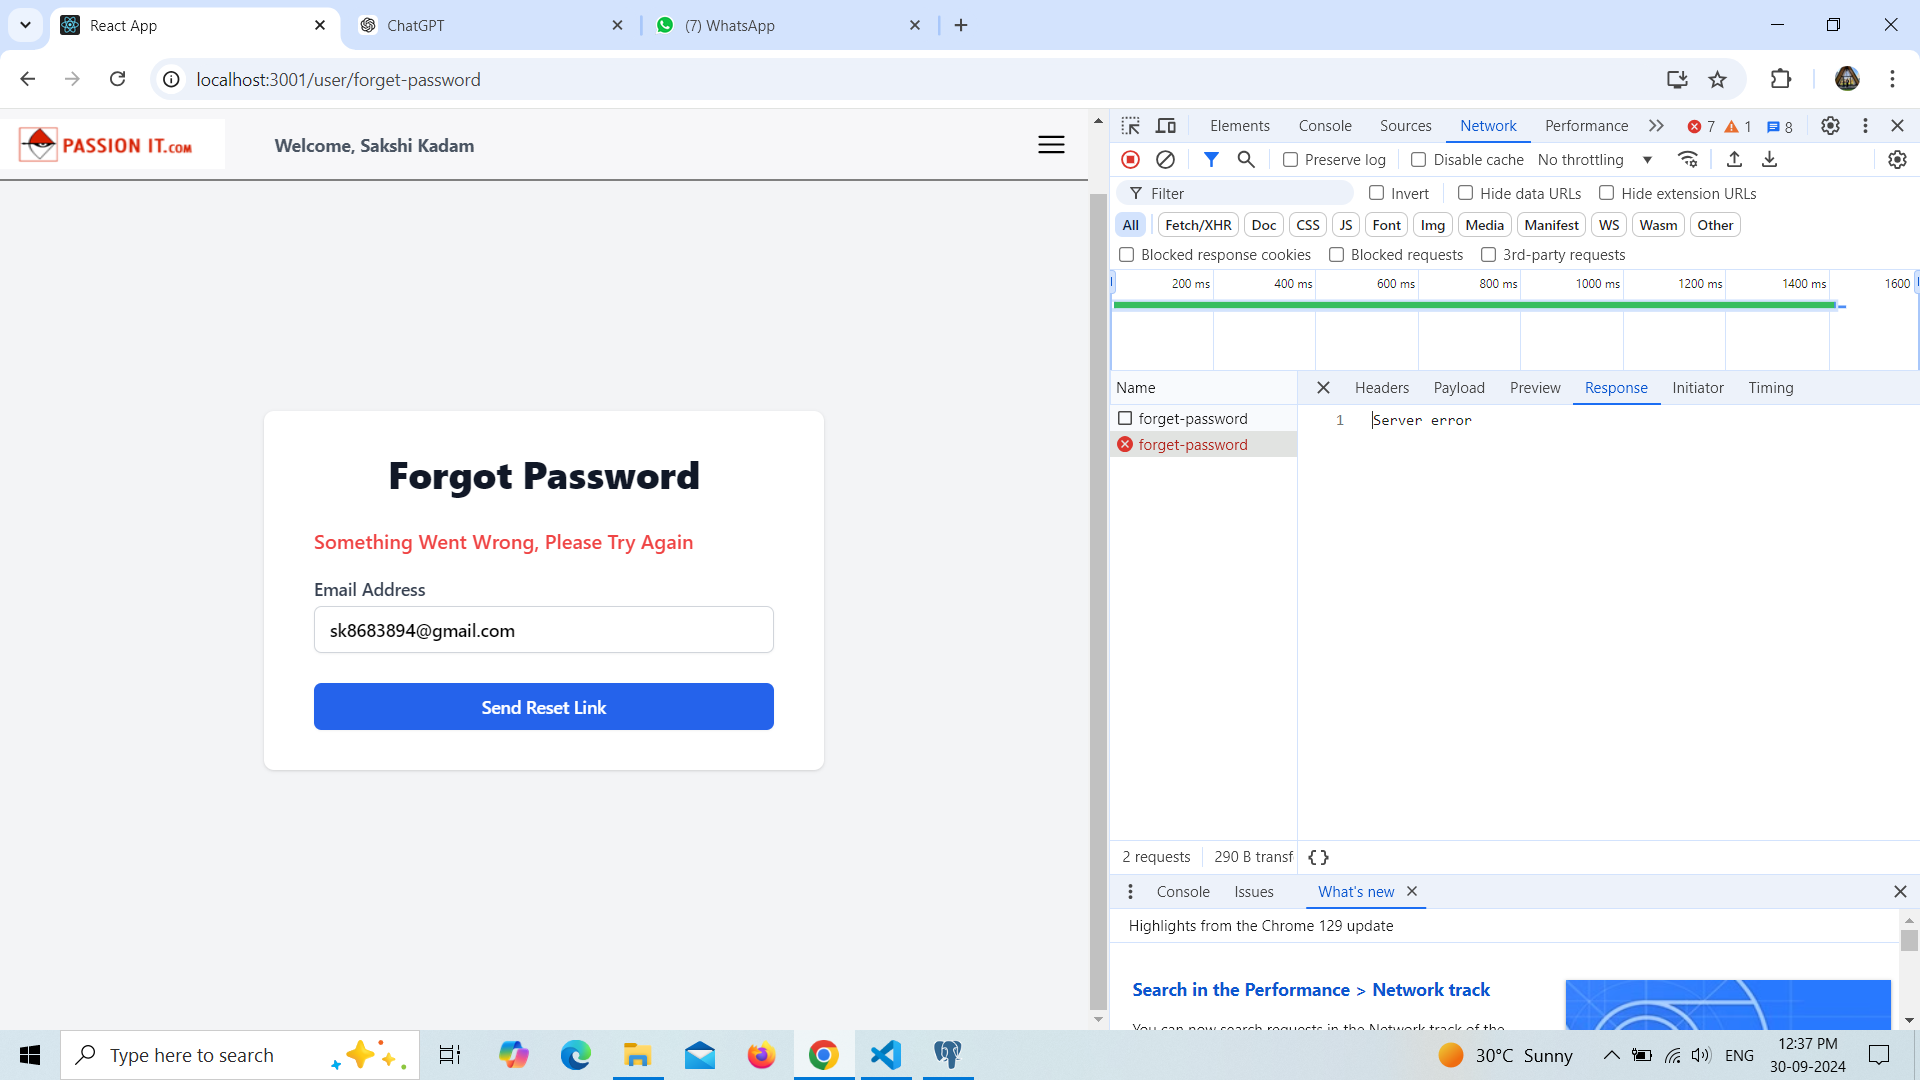 React App
ChatGPT
(7) WhatsApp
localhost:3001/user/forget-password
PASSION IT.COM
Welcome, Sakshi Kadam
Forgot Password
Something Went Wrong, Please Try Again
Email Address
sk8683894@gmail.com
Send Reset Link
Elements Console Sources Network Performance 7 1 8
Preserve log Disable cache No throttling
Filter Invert Hide data URLs Hide extension URLs
All Fetch/XHR Doc CSS JS Font Img Media Manifest WS Wasm Other
Blocked response cookies Blocked requests 3rd-party requests
200 ms 400 ms 600 ms 800 ms 1000 ms 1200 ms 1400 ms 1600
Name Headers Payload Preview Response Initiator Timing
forget-password
forget-password
1 Server error
2 requests 290 B transf {}
Console Issues What's new
Highlights from the Chrome 129 update
Search in the Performance > Network track
You can now search requests in the Network track of the
Type here to search
30°C Sunny
ENG
12:37 PM
30-09-2024